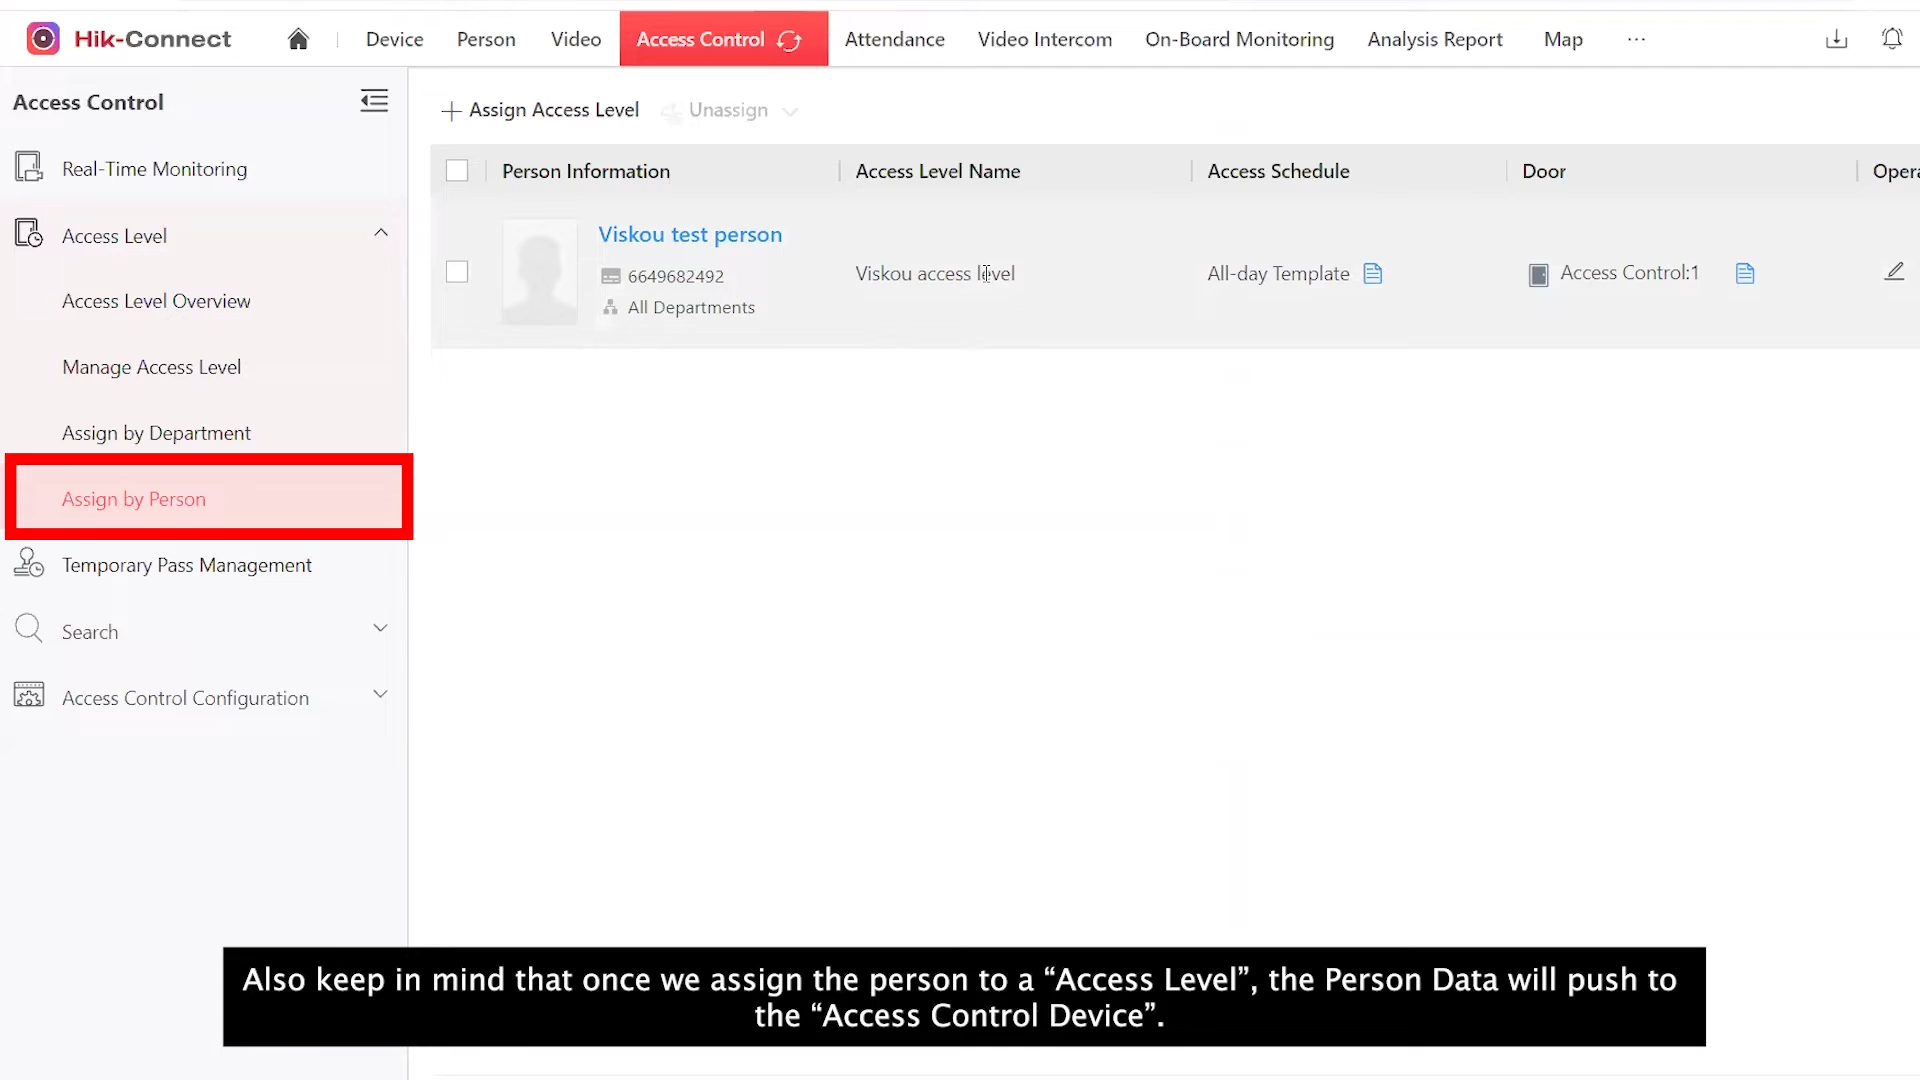 Hik-Connect
Device
Person
Video
Access Control
Attendance
Video Intercom
On-Board Monitoring
Analysis Report
Map
Access Control
Real-Time Monitoring
Access Level
Access Level Overview
Manage Access Level
Assign by Department
Assign by Person
Temporary Pass Management
Search
Access Control Configuration
Assign Access Level
Unassign
Person Information
Access Level Name
Access Schedule
Door
Opera
Viskou test person
6649682492
All Departments
Viskou access level
All-day Template
Access Control:1
Also keep in mind that once we assign the person to a “Access Level”, the Person Data will push to
the “Access Control Device”.